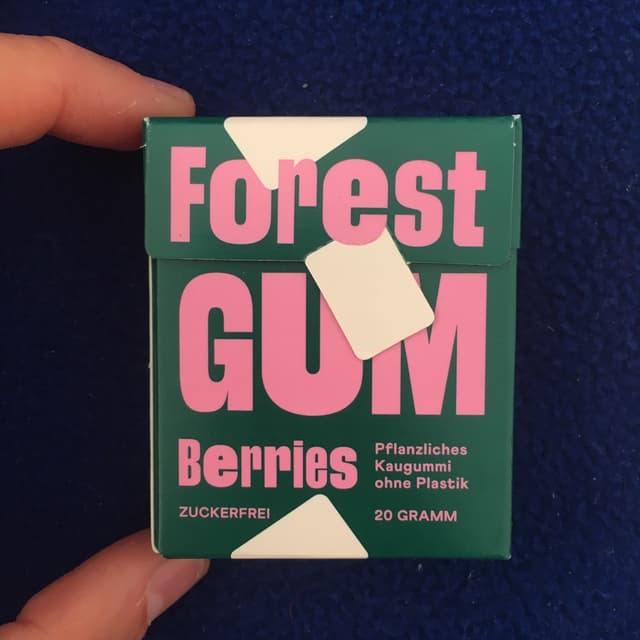 Forest
GUM
Berries
Pflanzliches
Kaugummi
ohne Plastik
ZUCKERFREI
20 GRAMM